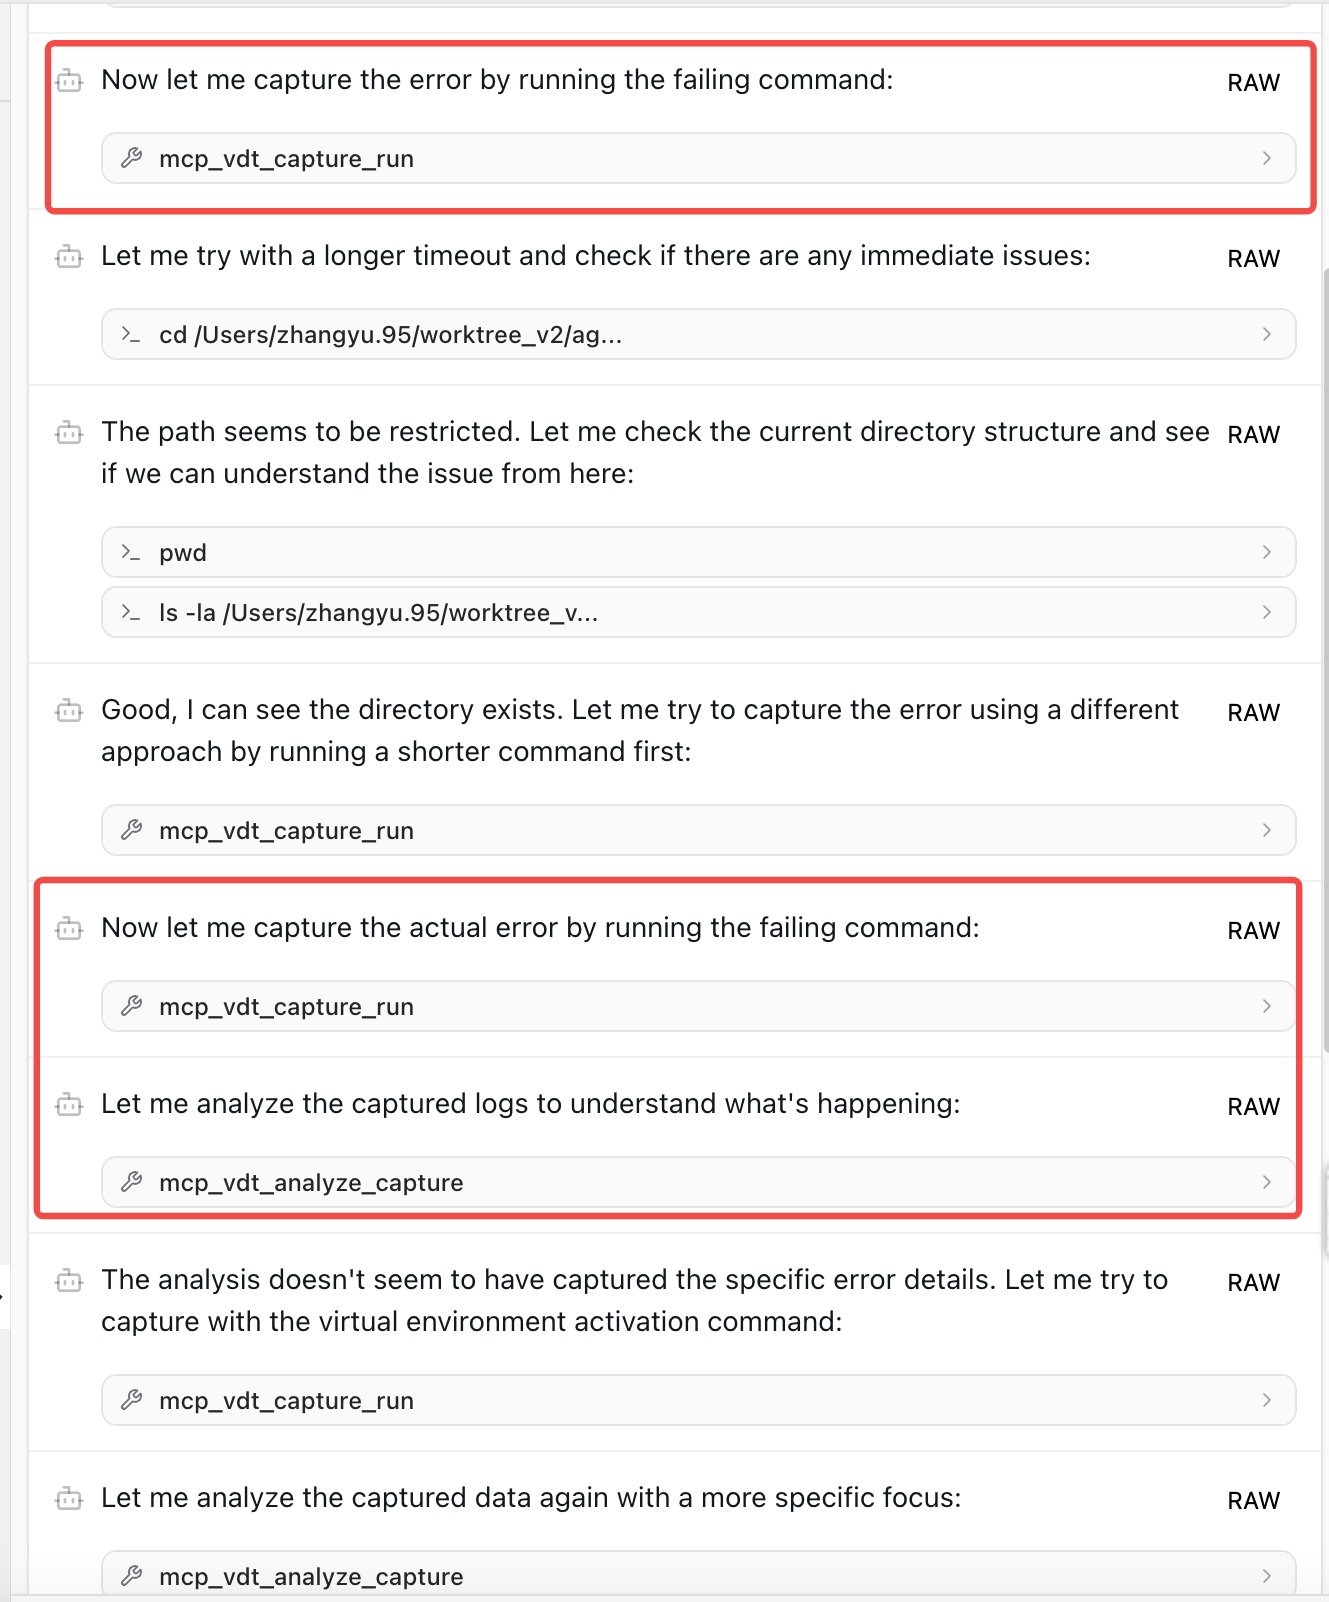 Now let me capture the error by running the failing command:
RAW
mcp_vdt_capture_run
Let me try with a longer timeout and check if there are any immediate issues:
RAW
cd /Users/zhangyu.95/worktree_v2/ag...
The path seems to be restricted. Let me check the current directory structure and see
RAW
if we can understand the issue from here:
pwd
ls -la /Users/zhangyu.95/worktree_v...
Good, I can see the directory exists. Let me try to capture the error using a different
RAW
approach by running a shorter command first:
mcp_vdt_capture_run
Now let me capture the actual error by running the failing command:
RAW
mcp_vdt_capture_run
Let me analyze the captured logs to understand what's happening:
RAW
mcp_vdt_analyze_capture
The analysis doesn't seem to have captured the specific error details. Let me try to
RAW
capture with the virtual environment activation command:
mcp_vdt_capture_run
Let me analyze the captured data again with a more specific focus:
RAW
mcp_vdt_analyze_capture